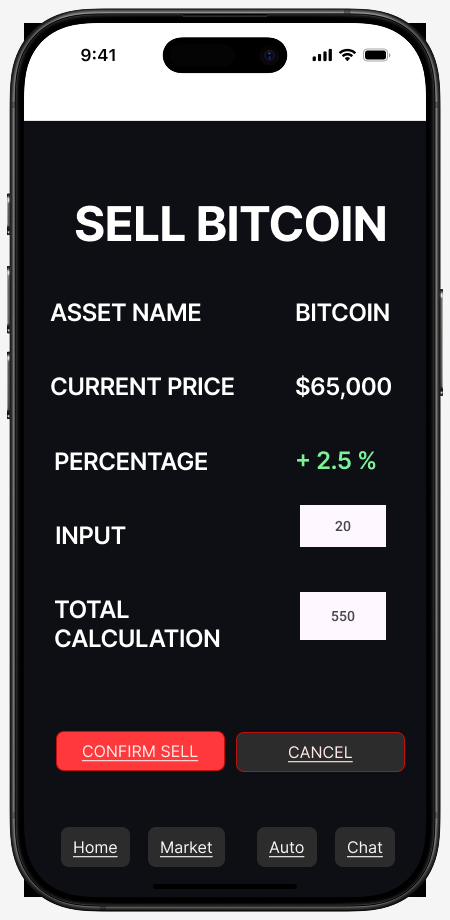 9:41
SELL BITCOIN
ASSET NAME BITCOIN
CURRENT PRICE $65,000
PERCENTAGE + 2.5 %
INPUT 20
TOTAL
CALCULATION 550
CONFIRM SELL CANCEL
Home Market Auto Chat